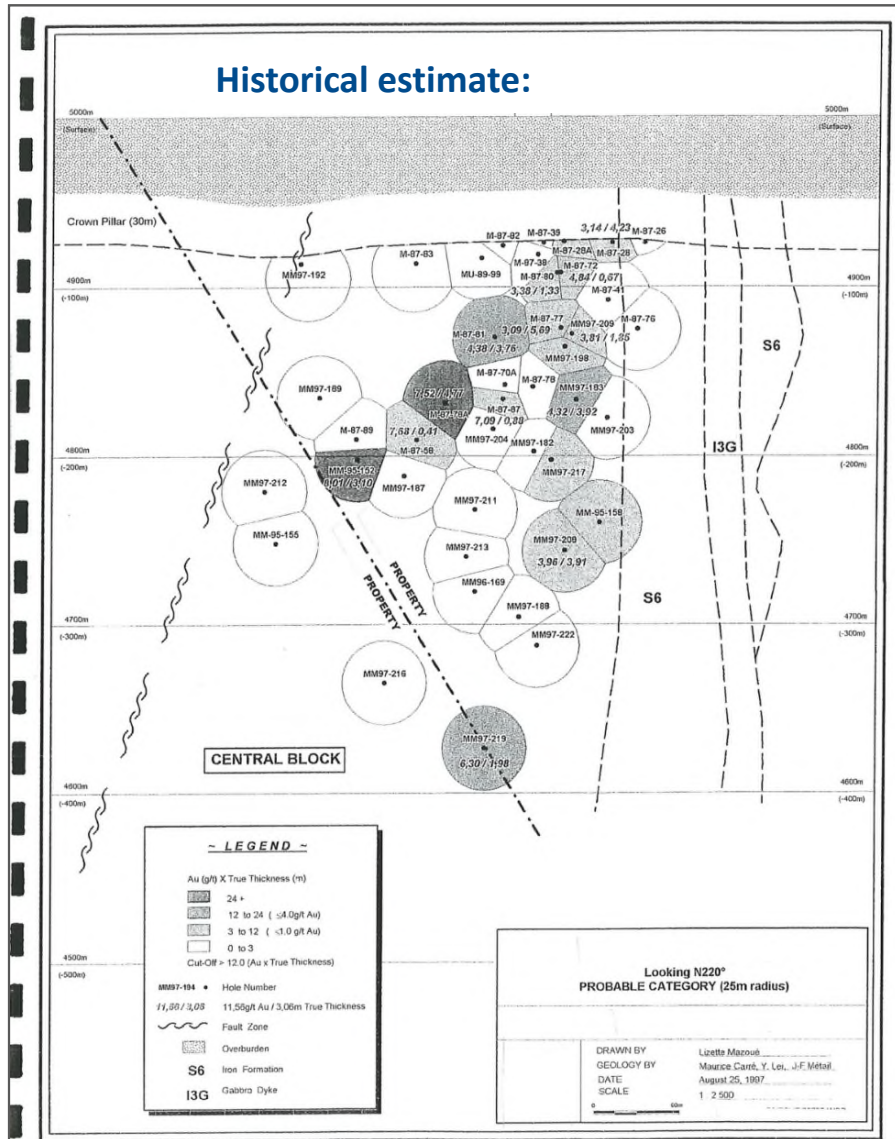 Historical estimate:
5000m
(Surface)
5000m
(Surface)
Crown Pillar (30m)
M-87-82
M-87-39
3,14 / 4,23
M-87-26
M-87-83
MU-89-99
M-87-38
M-87-28A
M-87-28
MM97-192
M-87-80
M-87-72
4,84 / 0,67
4900m
(-100m)
3,38 / 1,33
M-87-41
4900m
(-100m)
M-87-77
MM97-209
M-87-76
M-87-81
3,09 / 5,69
3,81 / 1,85
4,38 / 3,76
MM97-198
S6
M-87-70A
M-87-78
MM97-189
7,52 / 4,77
MM97-183
M-87-78A
M-87-87
4,32 / 3,92
7,09 / 0,88
M-87-89
7,68 / 0,41
MM97-204
MM97-203
M-87-58
MM97-182
I3G
4800m
(-200m)
MM-95-152
MM97-217
4800m
(-200m)
MM97-212
MM97-187
MM97-211
MM-95-158
MM-95-155
MM97-213
MM97-208
3,96 / 3,91
MM96-169
PROPERTY
PROPERTY
S6
MM97-188
4700m
(-300m)
MM97-222
4700m
(-300m)
MM97-216
MM97-219
6,30 / 1,98
CENTRAL BLOCK
4600m
(-400m)
4600m
(-400m)
~ LEGEND ~
Au (g/t) X True Thickness (m)
24 +
12 to 24 ( ≤4.0g/t Au)
3 to 12 ( ≤1.0 g/t Au)
0 to 3
Cut-Off > 12.0 (Au x True Thickness)
MM97-194 • Hole Number
11,56g/t Au / 3,06m True Thickness
Fault Zone
Overburden
S6 Iron Formation
I3G Gabbro Dyke
4500m
(-500m)
Looking N220°
PROBABLE CATEGORY (25m radius)
DRAWN BY Lizette Mazoué
GEOLOGY BY Maurice Carré, Y. Lei, J-F Métail
DATE August 25, 1997
SCALE 1 2 500
0